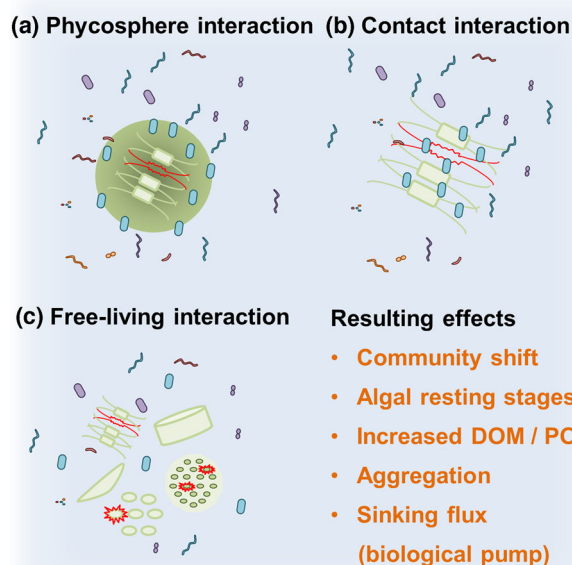 (a) Phycosphere interaction
(b) Contact interaction
(c) Free-living interaction
Resulting effects
• Community shift
• Algal resting stages
• Increased DOM / PO
• Aggregation
• Sinking flux
(biological pump)